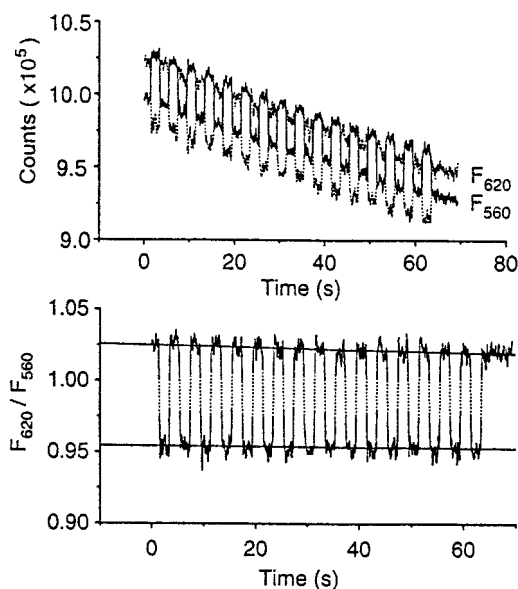 10.5
10.0
9.5
9.0
Counts ( x10⁵ )
F₆₂₀
F₅₆₀
0 20 40 60 80
Time (s)
1.05
1.00
0.95
0.90
F₆₂₀ / F₅₆₀
0 20 40 60
Time (s)